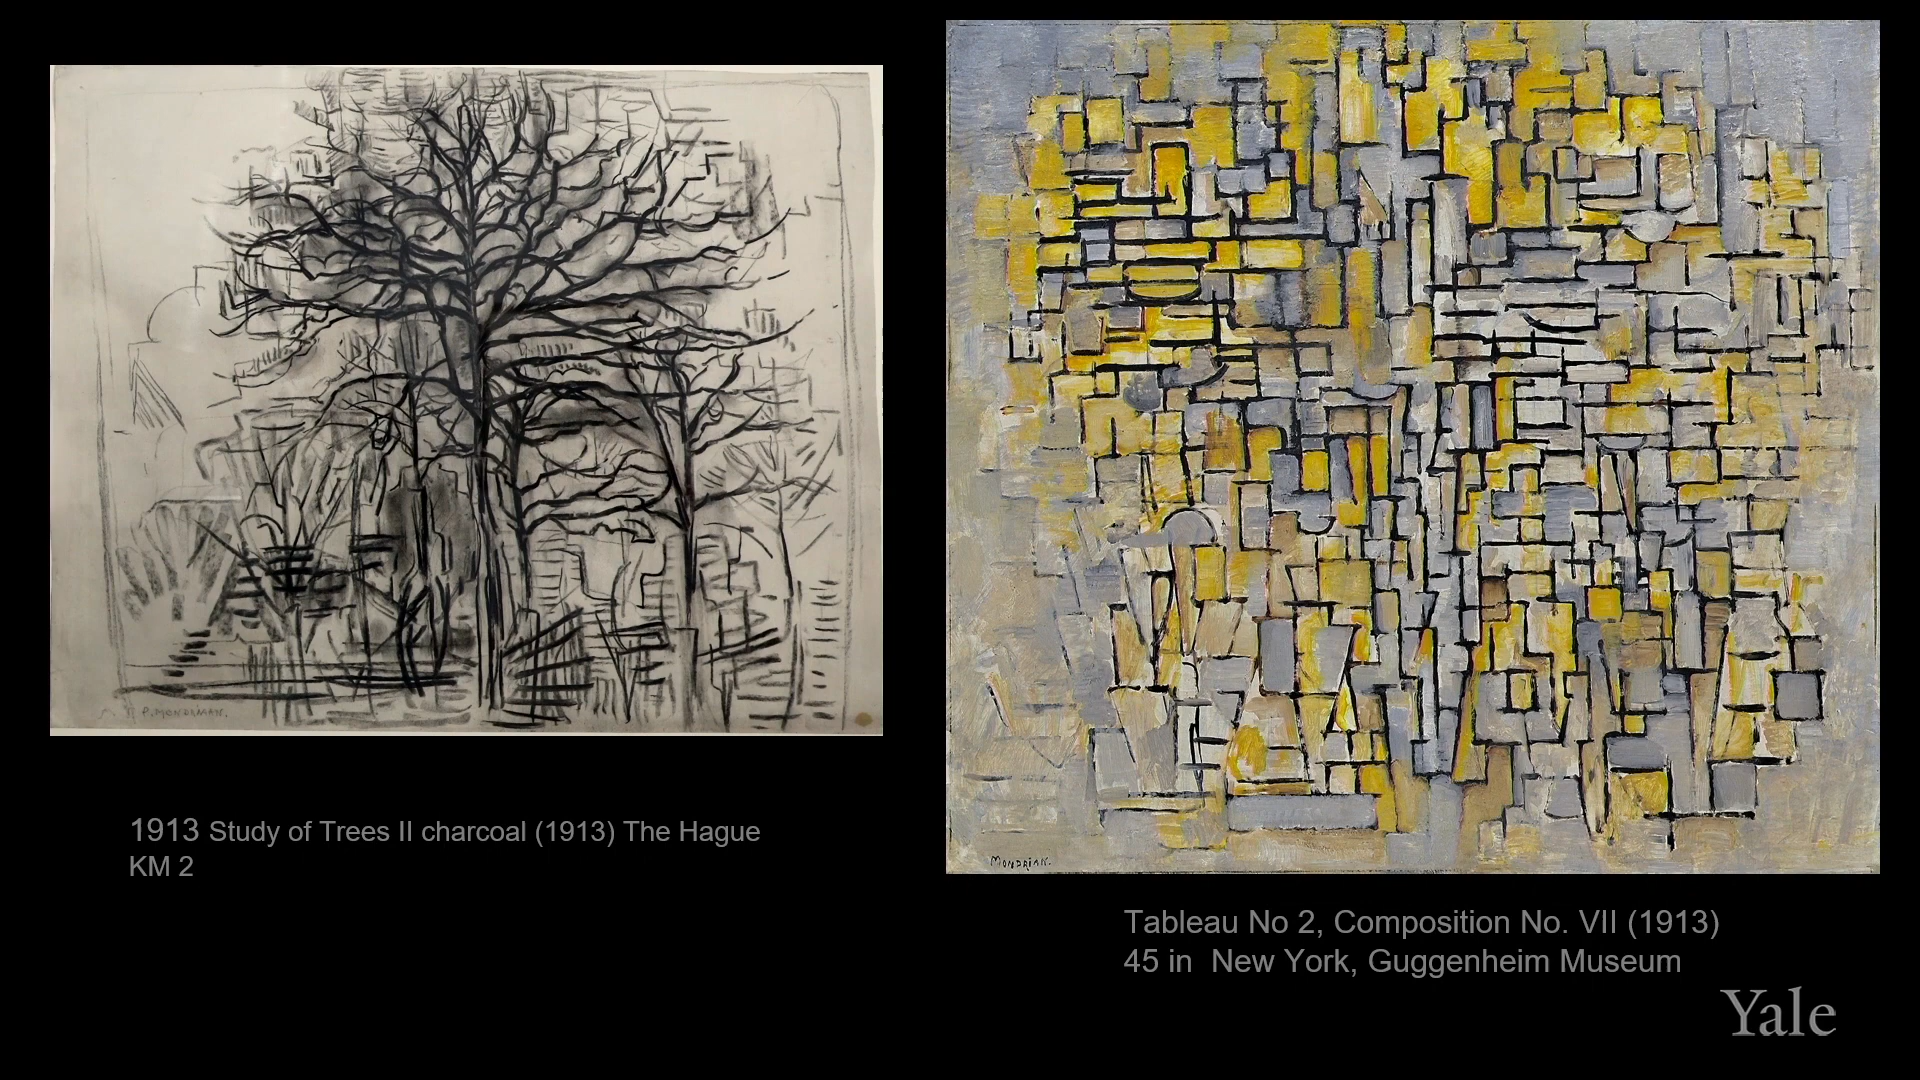 P. MONDRIAAN.
1913 Study of Trees II charcoal (1913) The Hague
KM 2
MONDRIAN.
Tableau No 2, Composition No. VII (1913)
45 in  New York, Guggenheim Museum
Yale